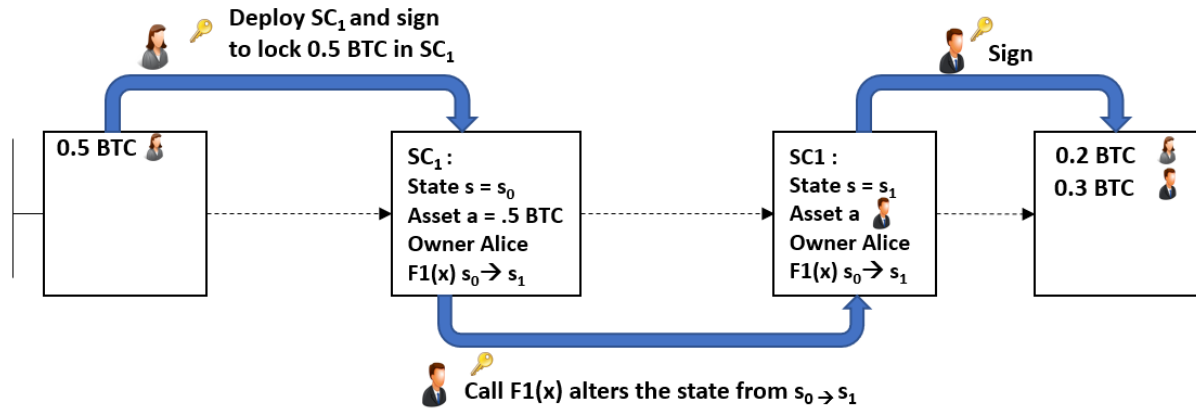 Deploy SC₁ and sign
to lock 0.5 BTC in SC₁
Sign
0.5 BTC
SC₁ :
State s = s₀
Asset a = .5 BTC
Owner Alice
F1(x) s₀→ s₁
SC1 :
State s = s₁
Asset a
Owner Alice
F1(x) s₀→ s₁
0.2 BTC
0.3 BTC
Call F1(x) alters the state from s₀ → s₁